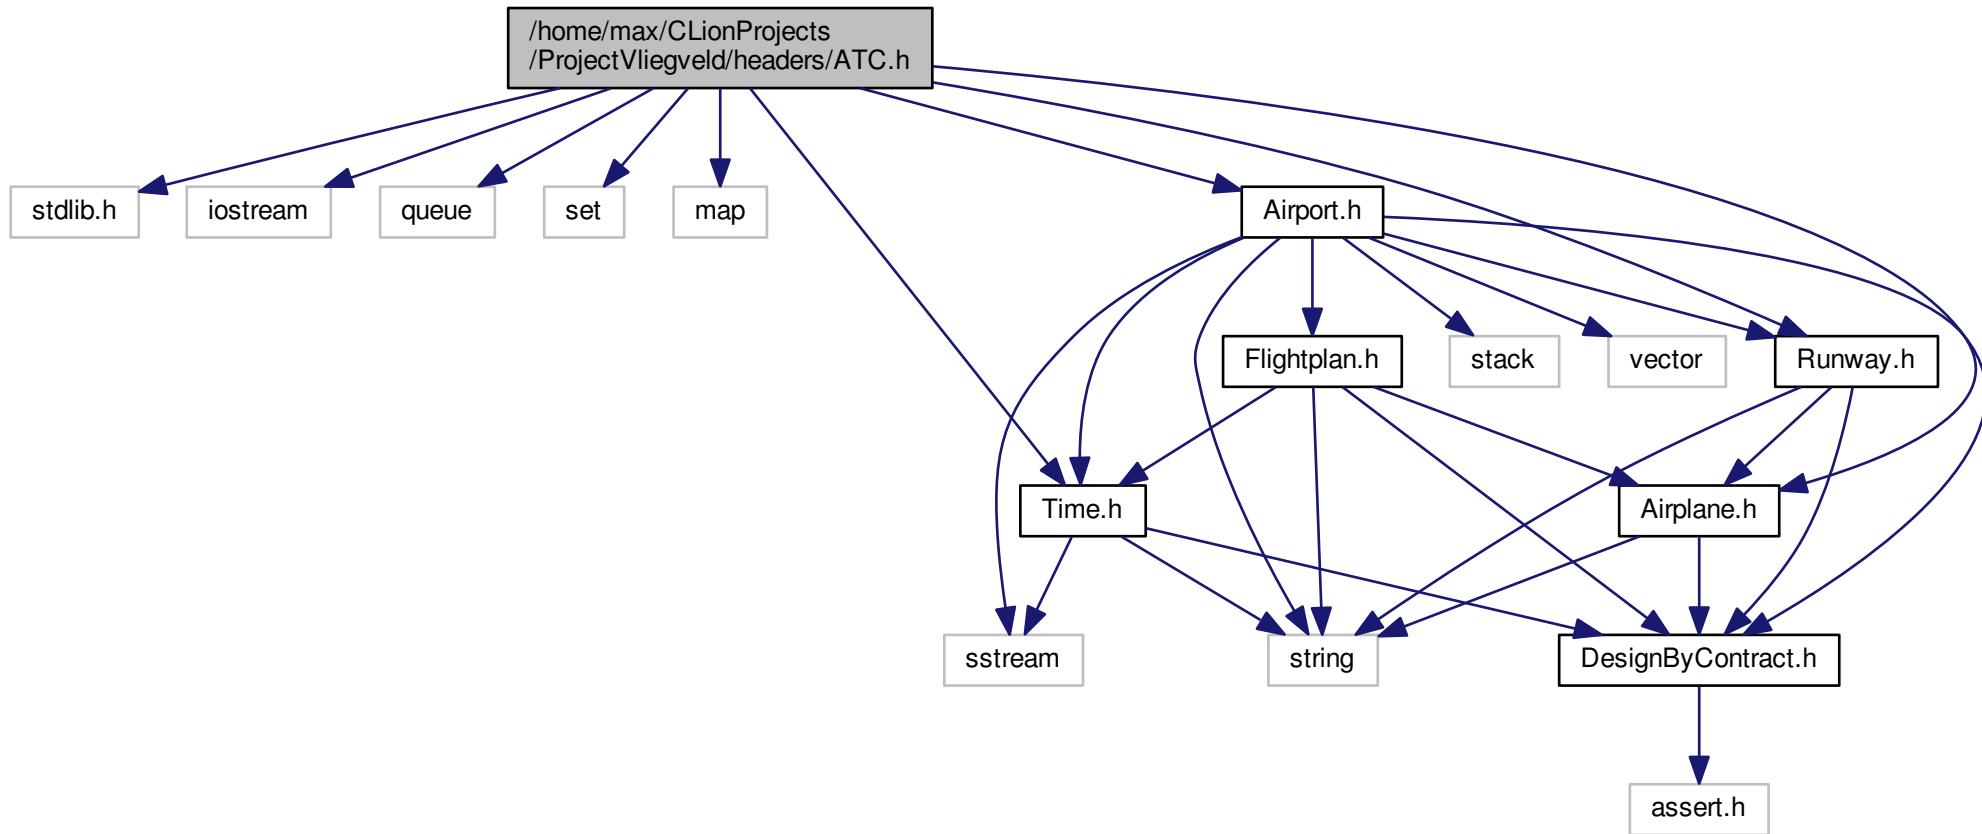 /home/max/CLionProjects
/ProjectVliegveld/headers/ATC.h
stdlib.h
iostream
queue
set
map
Airport.h
Flightplan.h
stack
vector
Runway.h
Time.h
Airplane.h
sstream
string
DesignByContract.h
assert.h